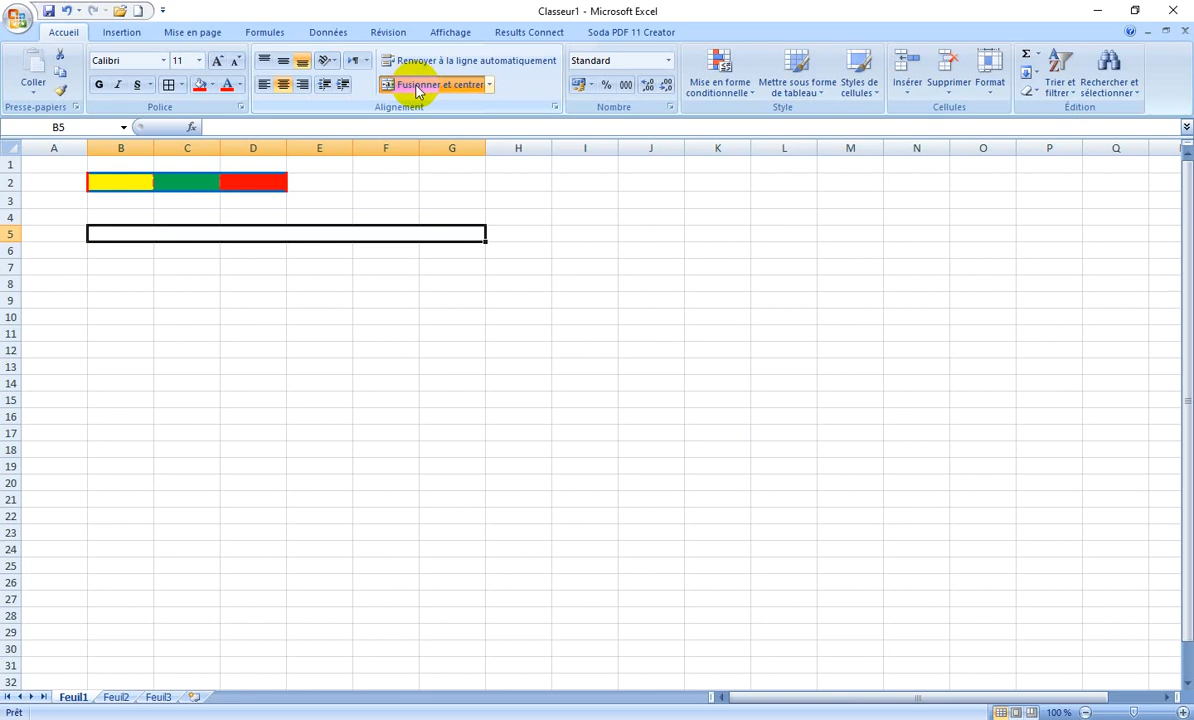 Classeur1 - Microsoft Excel
Accueil Insertion Mise en page Formules Données Révision Affichage Results Connect Soda PDF 11 Creator
Coller
Presse-papiers
Calibri 11
G I S
Police
Renvoyer à la ligne automatiquement
Fusionner et centrer
Alignement
Standard
% 000
Nombre
Mise en forme conditionnelle
Mettre sous forme de tableau
Styles de cellules
Style
Insérer Supprimer Format
Cellules
Trier et filtrer
Rechercher et sélectionner
Édition
B5 fx
A B C D E F G H I J K L M N O P Q
1
2
3
4
5
6
7
8
9
10
11
12
13
14
15
16
17
18
19
20
21
22
23
24
25
26
27
28
29
30
31
32
Feuil1 Feuil2 Feuil3
Prêt 100 %